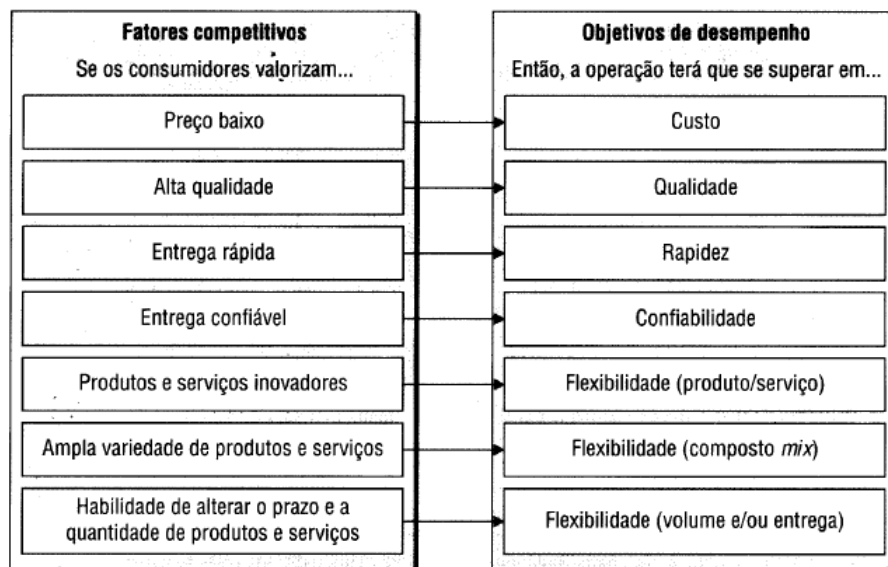 Fatores competitivos
Se os consumidores valorizam...
Preço baixo
Alta qualidade
Entrega rápida
Entrega confiável
Produtos e serviços inovadores
Ampla variedade de produtos e serviços
Habilidade de alterar o prazo e a
quantidade de produtos e serviços
Objetivos de desempenho
Então, a operação terá que se superar em...
Custo
Qualidade
Rapidez
Confiabilidade
Flexibilidade (produto/serviço)
Flexibilidade (composto mix)
Flexibilidade (volume e/ou entrega)